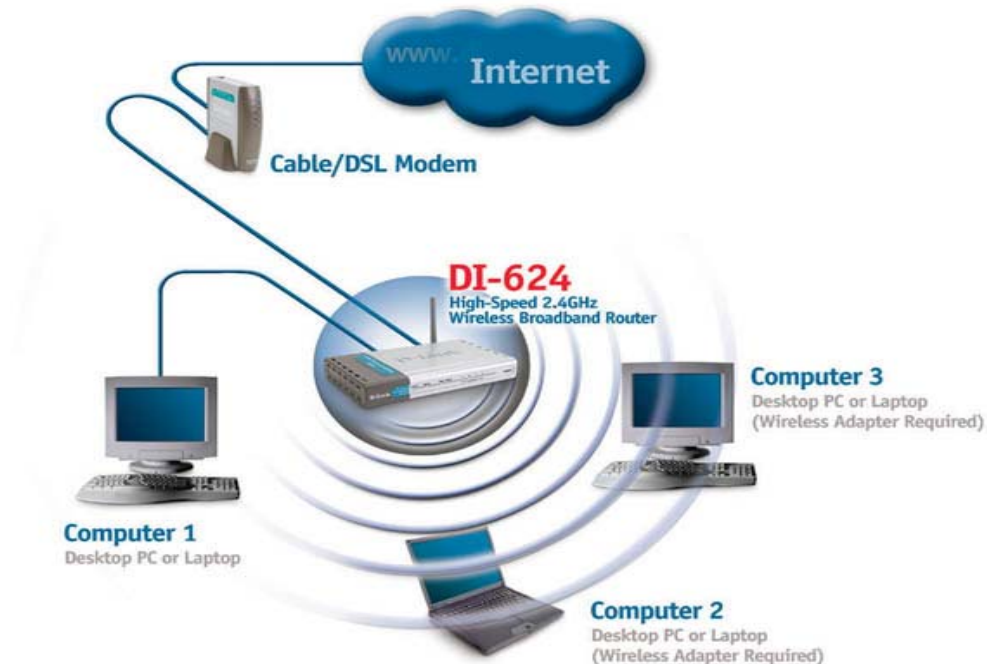 www.
Internet
Cable/DSL Modem
DI-624
High-Speed 2.4GHz
Wireless Broadband Router
D-Link
Computer 3
Desktop PC or Laptop
(Wireless Adapter Required)
Computer 1
Desktop PC or Laptop
Computer 2
Desktop PC or Laptop
(Wireless Adapter Required)